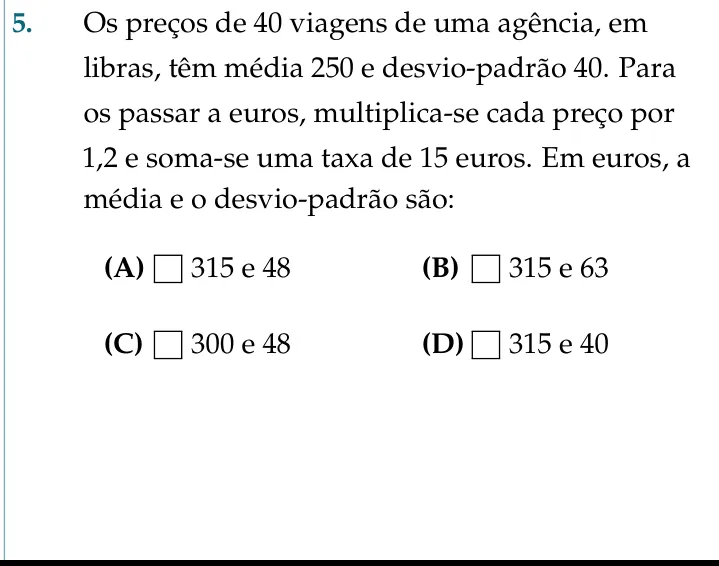 5. Os preços de 40 viagens de uma agência, em
libras, têm média 250 e desvio-padrão 40. Para
os passar a euros, multiplica-se cada preço por
1,2 e soma-se uma taxa de 15 euros. Em euros, a
média e o desvio-padrão são:
(A) □ 315 e 48 (B) □ 315 e 63
(C) □ 300 e 48 (D) □ 315 e 40